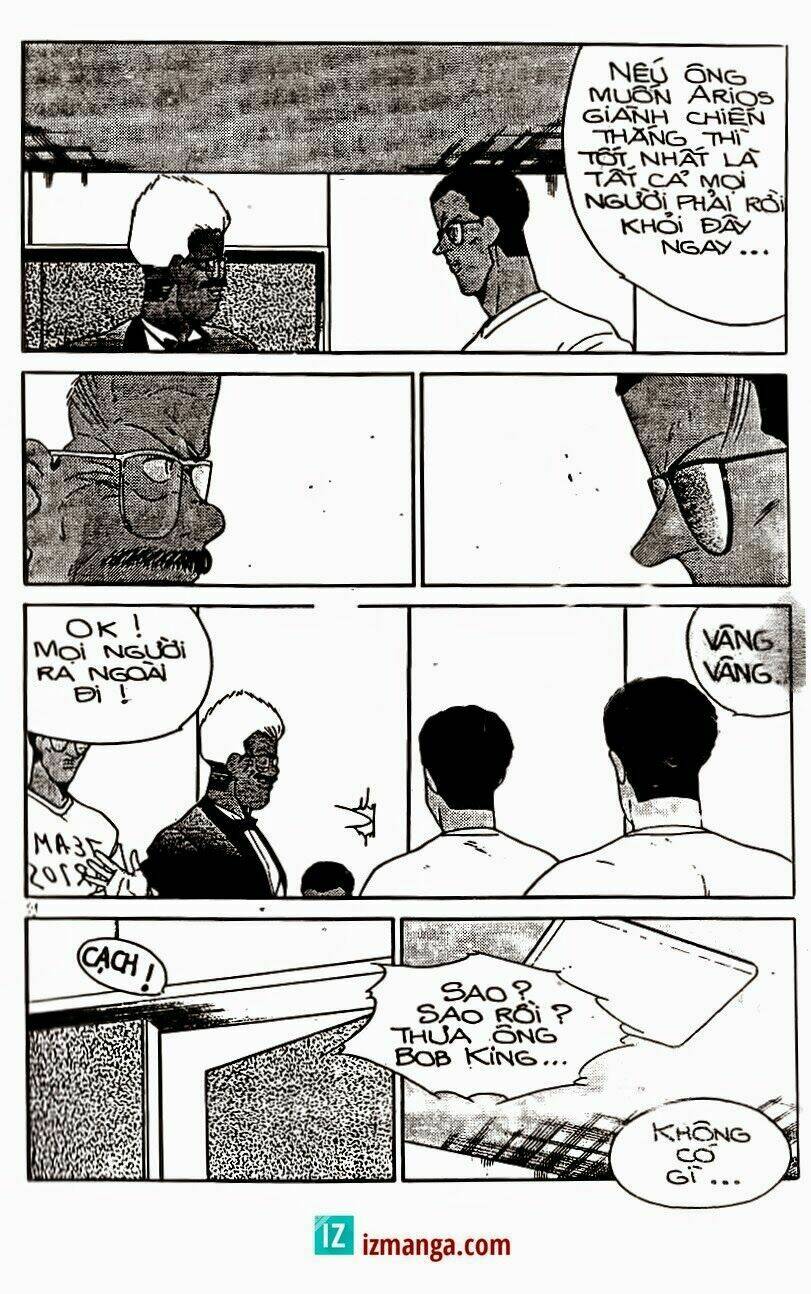 NẾU ÔNG
MUỐN ARIOS
GIÀNH CHIẾN
THẮNG THÌ
TỐT NHẤT LÀ
TẤT CẢ MỌI
NGƯỜI PHẢI RỜI
KHỎI ĐÂY
NGAY...
OK!
MỌI NGƯỜI
RA NGOÀI
ĐI!
VÂNG
VÂNG
CẠCH!
SAO?
SAO RỒI?
THƯA ÔNG
BOB KING...
KHÔNG
CÓ
GÌ...
IZ izmanga.com